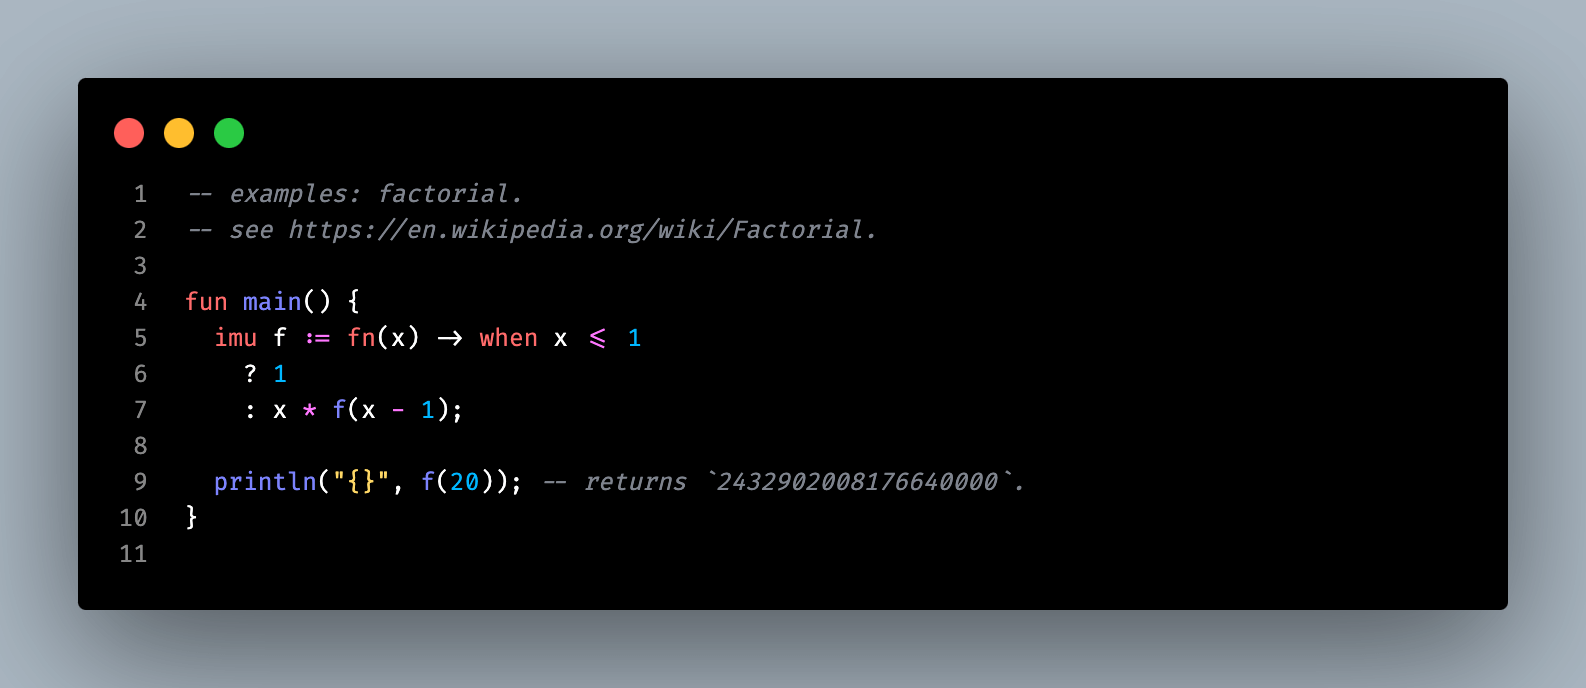 1 -- examples: factorial.
2 -- see https://en.wikipedia.org/wiki/Factorial.
3
4 fun main() {
5   imu f := fn(x) -> when x <= 1
6     ? 1
7     : x * f(x - 1);
8
9   println("{}", f(20)); -- returns `2432902008176640000`.
10 }
11